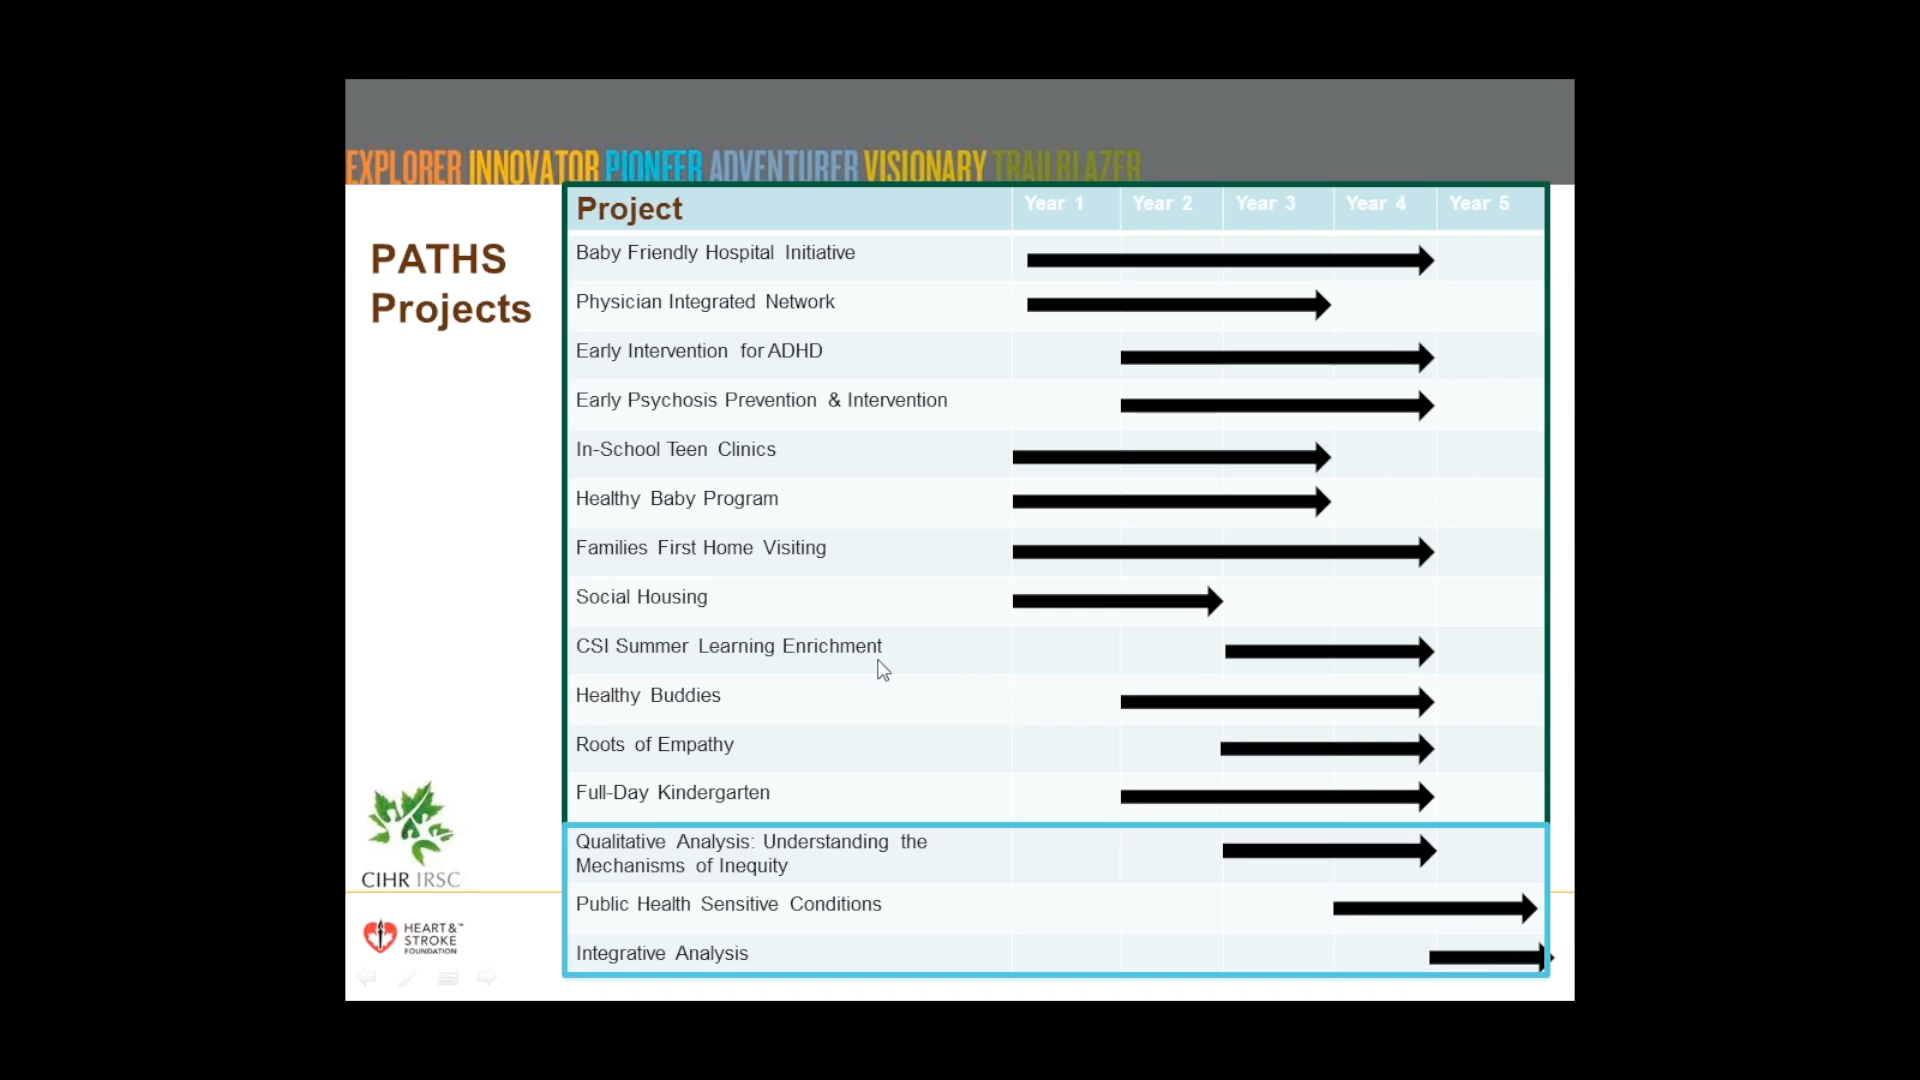 EXPLORER INNOVATOR PIONEER ADVENTURER VISIONARY TRAILBLAZER
PATHS
Projects
Project Year 1 Year 2 Year 3 Year 4 Year 5
Baby Friendly Hospital Initiative
Physician Integrated Network
Early Intervention for ADHD
Early Psychosis Prevention & Intervention
In-School Teen Clinics
Healthy Baby Program
Families First Home Visiting
Social Housing
CSI Summer Learning Enrichment
Healthy Buddies
Roots of Empathy
Full-Day Kindergarten
Qualitative Analysis: Understanding the
Mechanisms of Inequity
Public Health Sensitive Conditions
Integrative Analysis
CIHR IRSC
HEART &™
STROKE
FOUNDATION